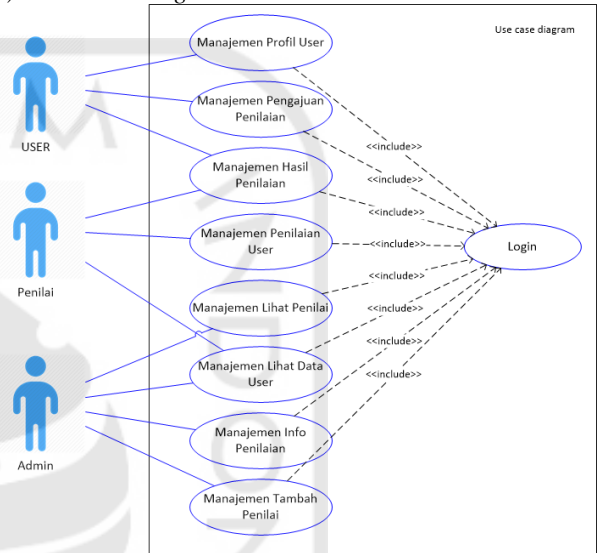 Use case diagram
Manajemen Profil User
Manajemen Pengajuan
Penilaian
USER
<<include>>
Manajemen Hasil
Penilaian
<<include>>
<<include>>
Manajemen Penilaian
User
<<include>>
Login
Penilai
<<include>>
Manajemen Lihat Penilai
<<include>>
<<include>>
Manajemen Lihat Data
User
<<include>>
Manajemen Info
Penilaian
Admin
Manajemen Tambah
Penilai